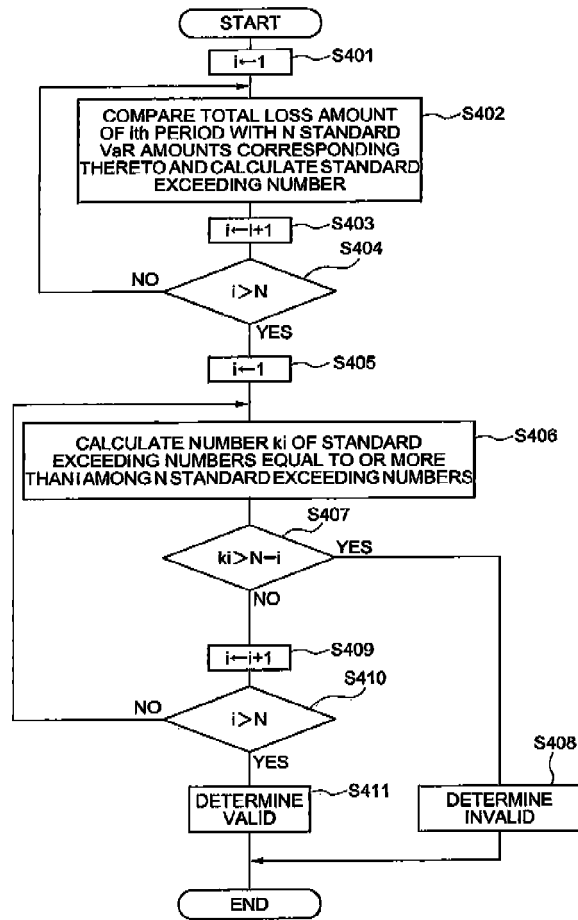 START
i←1
S401
COMPARE TOTAL LOSS AMOUNT
OF ith PERIOD WITH N STANDARD
VaR AMOUNTS CORRESPONDING
THERETO AND CALCULATE STANDARD
EXCEEDING NUMBER
S402
i←i+1
S403
S404
NO
i>N
YES
i←1
S405
CALCULATE NUMBER ki OF STANDARD
EXCEEDING NUMBERS EQUAL TO OR MORE
THAN i AMONG N STANDARD EXCEEDING NUMBERS
S406
S407
ki>N-i
YES
NO
i←i+1
S409
S410
NO
i>N
YES
S408
DETERMINE
VALID
S411
DETERMINE
INVALID
END